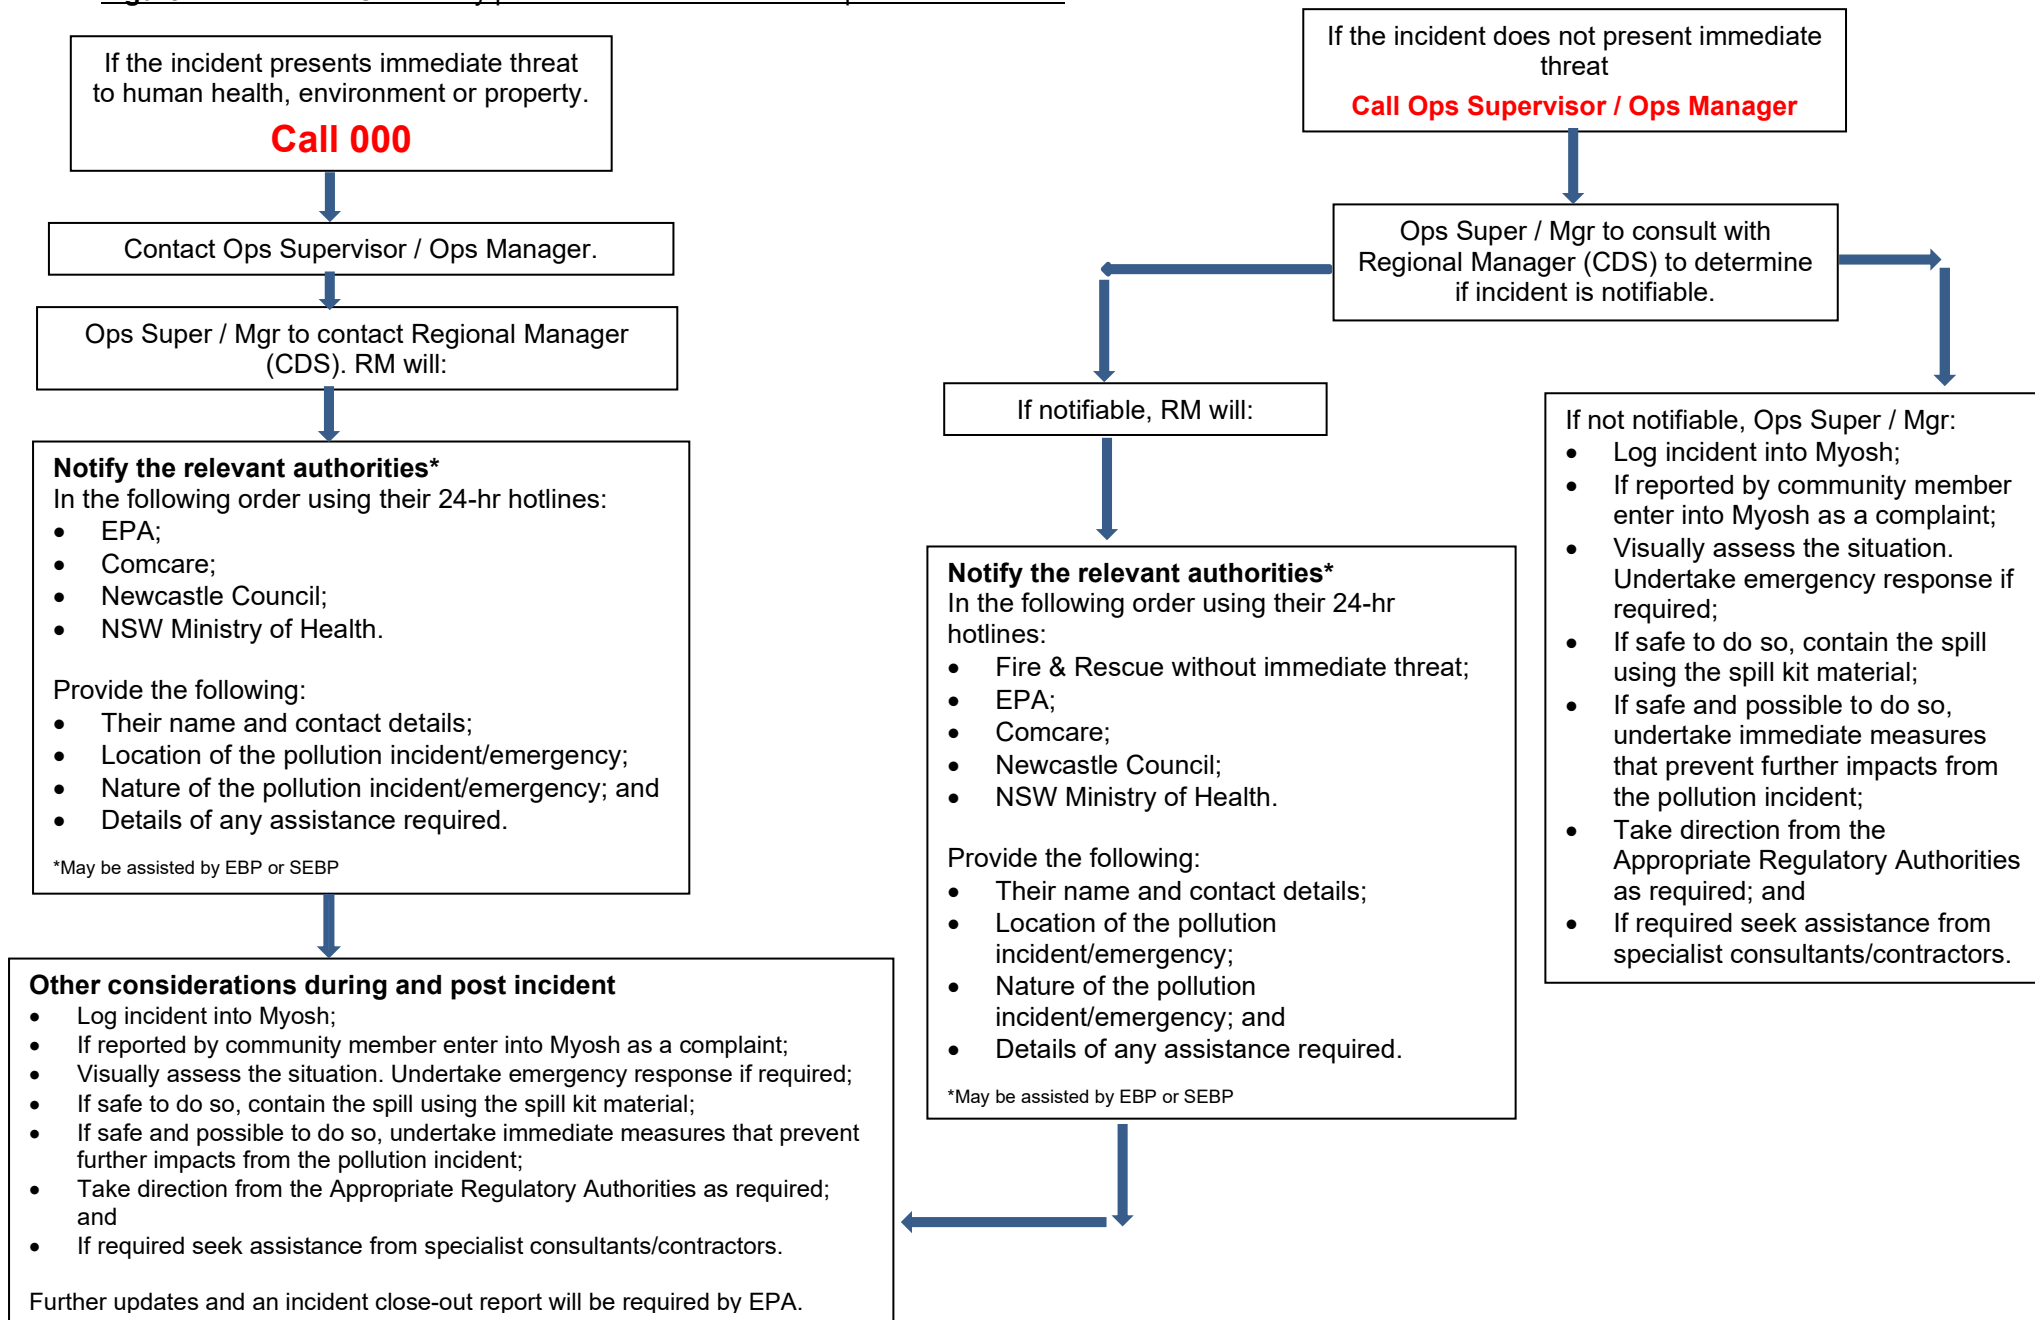 If the incident presents immediate threat
to human health, environment or property.
Call 000
Contact Ops Supervisor / Ops Manager.
Ops Super / Mgr to contact Regional Manager
(CDS). RM will:
Notify the relevant authorities*
In the following order using their 24-hr hotlines:
• EPA;
• Comcare;
• Newcastle Council;
• NSW Ministry of Health.
Provide the following:
• Their name and contact details;
• Location of the pollution incident/emergency;
• Nature of the pollution incident/emergency; and
• Details of any assistance required.
*May be assisted by EBP or SEBP
Other considerations during and post incident
• Log incident into Myosh;
• If reported by community member enter into Myosh as a complaint;
• Visually assess the situation. Undertake emergency response if required;
• If safe to do so, contain the spill using the spill kit material;
• If safe and possible to do so, undertake immediate measures that prevent
further impacts from the pollution incident;
• Take direction from the Appropriate Regulatory Authorities as required;
and
• If required seek assistance from specialist consultants/contractors.
Further updates and an incident close-out report will be required by EPA.
If the incident does not present immediate
threat
Call Ops Supervisor / Ops Manager
Ops Super / Mgr to consult with
Regional Manager (CDS) to determine
if incident is notifiable.
If notifiable, RM will:
Notify the relevant authorities*
In the following order using their 24-hr
hotlines:
• Fire & Rescue without immediate threat;
• EPA;
• Comcare;
• Newcastle Council;
• NSW Ministry of Health.
Provide the following:
• Their name and contact details;
• Location of the pollution
incident/emergency;
• Nature of the pollution
incident/emergency; and
• Details of any assistance required.
*May be assisted by EBP or SEBP
If not notifiable, Ops Super / Mgr:
• Log incident into Myosh;
• If reported by community member
enter into Myosh as a complaint;
• Visually assess the situation.
Undertake emergency response if
required;
• If safe to do so, contain the spill
using the spill kit material;
• If safe and possible to do so,
undertake immediate measures
that prevent further impacts from
the pollution incident;
• Take direction from the
Appropriate Regulatory Authorities
as required; and
• If required seek assistance from
specialist consultants/contractors.